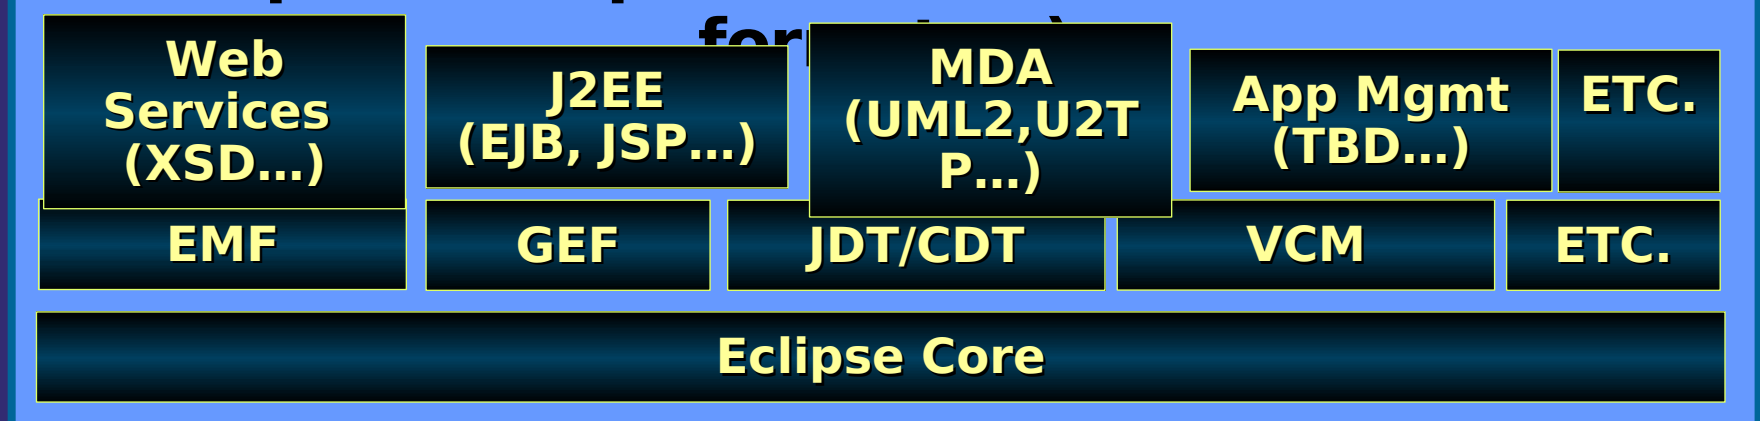 Web
Services
(XSD…)
J2EE
(EJB, JSP…)
MDA
(UML2,U2T
P…)
App Mgmt
(TBD…)
ETC.
EMF
GEF
JDT/CDT
VCM
ETC.
Eclipse Core